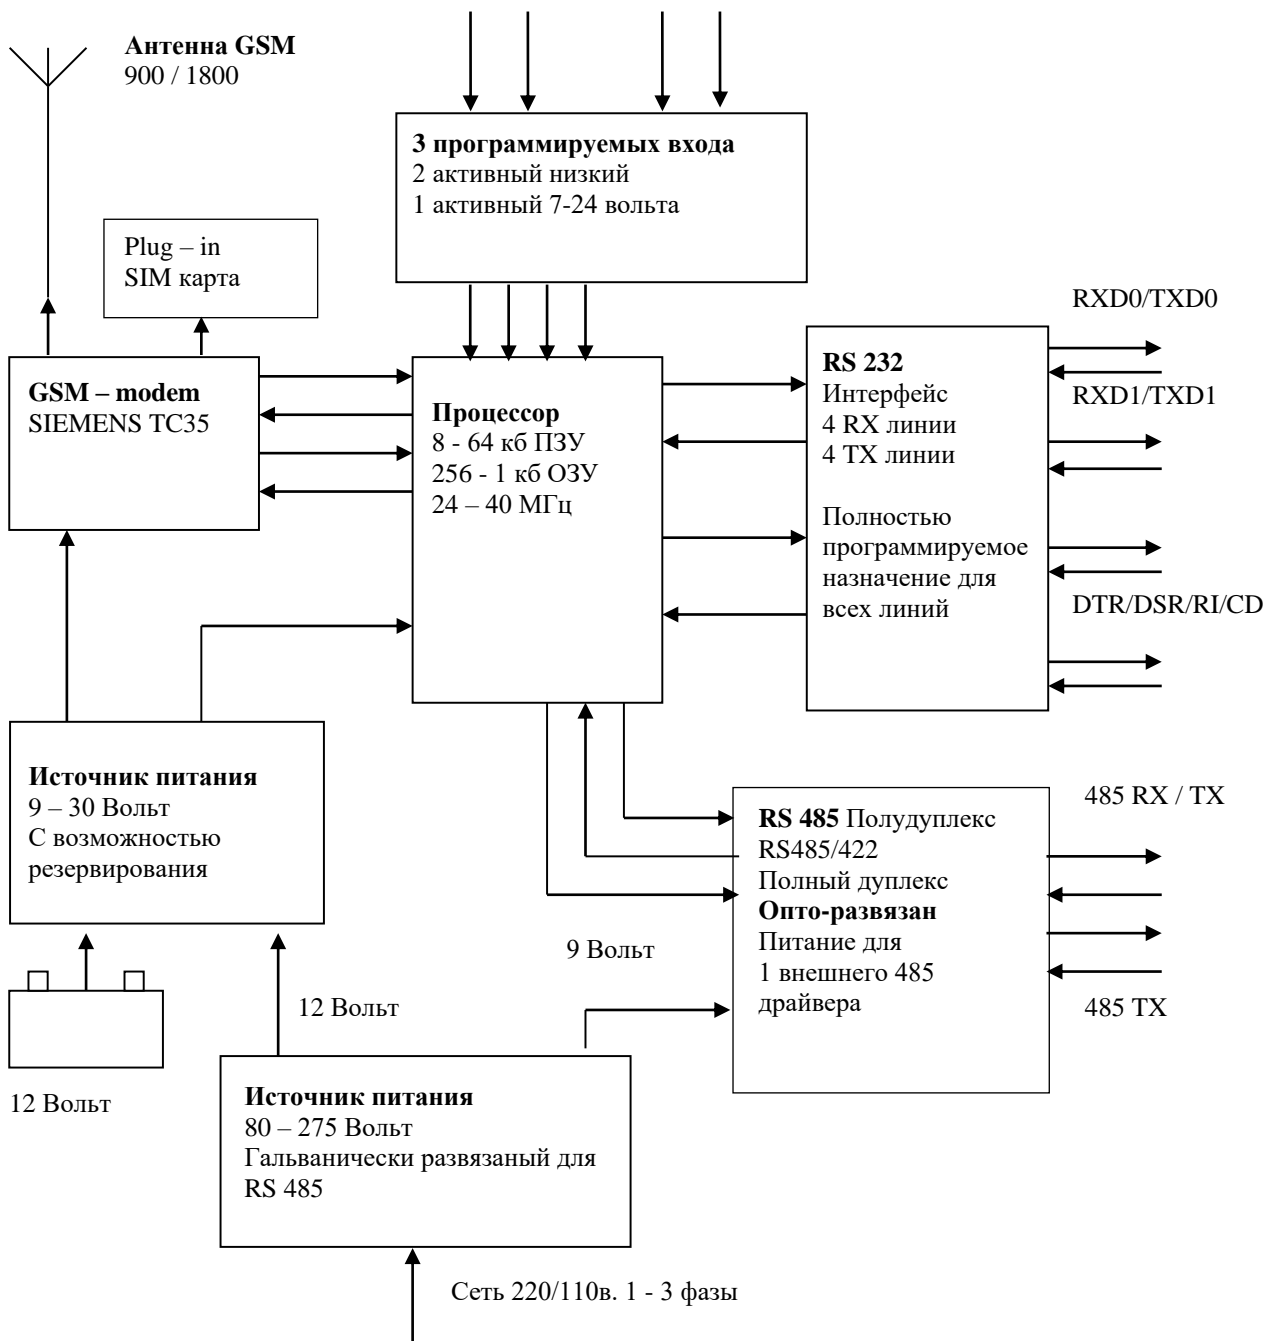 Антенна GSM
900 / 1800
3 программируемых входа
2 активный низкий
1 активный 7-24 вольта
Plug – in
SIM карта
GSM – modem
SIEMENS TC35
Процессор
8 - 64 кб ПЗУ
256 - 1 кб ОЗУ
24 – 40 МГц
RS 232
Интерфейс
4 RX линии
4 TX линии
Полностью
программируемое
назначение для
всех линий
RXD0/TXD0
RXD1/TXD1
DTR/DSR/RI/CD
Источник питания
9 – 30 Вольт
С возможностью
резервирования
RS 485 Полудуплекс
RS485/422
Полный дуплекс
Опто-развязан
Питание для
1 внешнего 485
драйвера
485 RX / TX
485 TX
9 Вольт
12 Вольт
12 Вольт
Источник питания
80 – 275 Вольт
Гальванически развязаный для
RS 485
Сеть 220/110в. 1 - 3 фазы